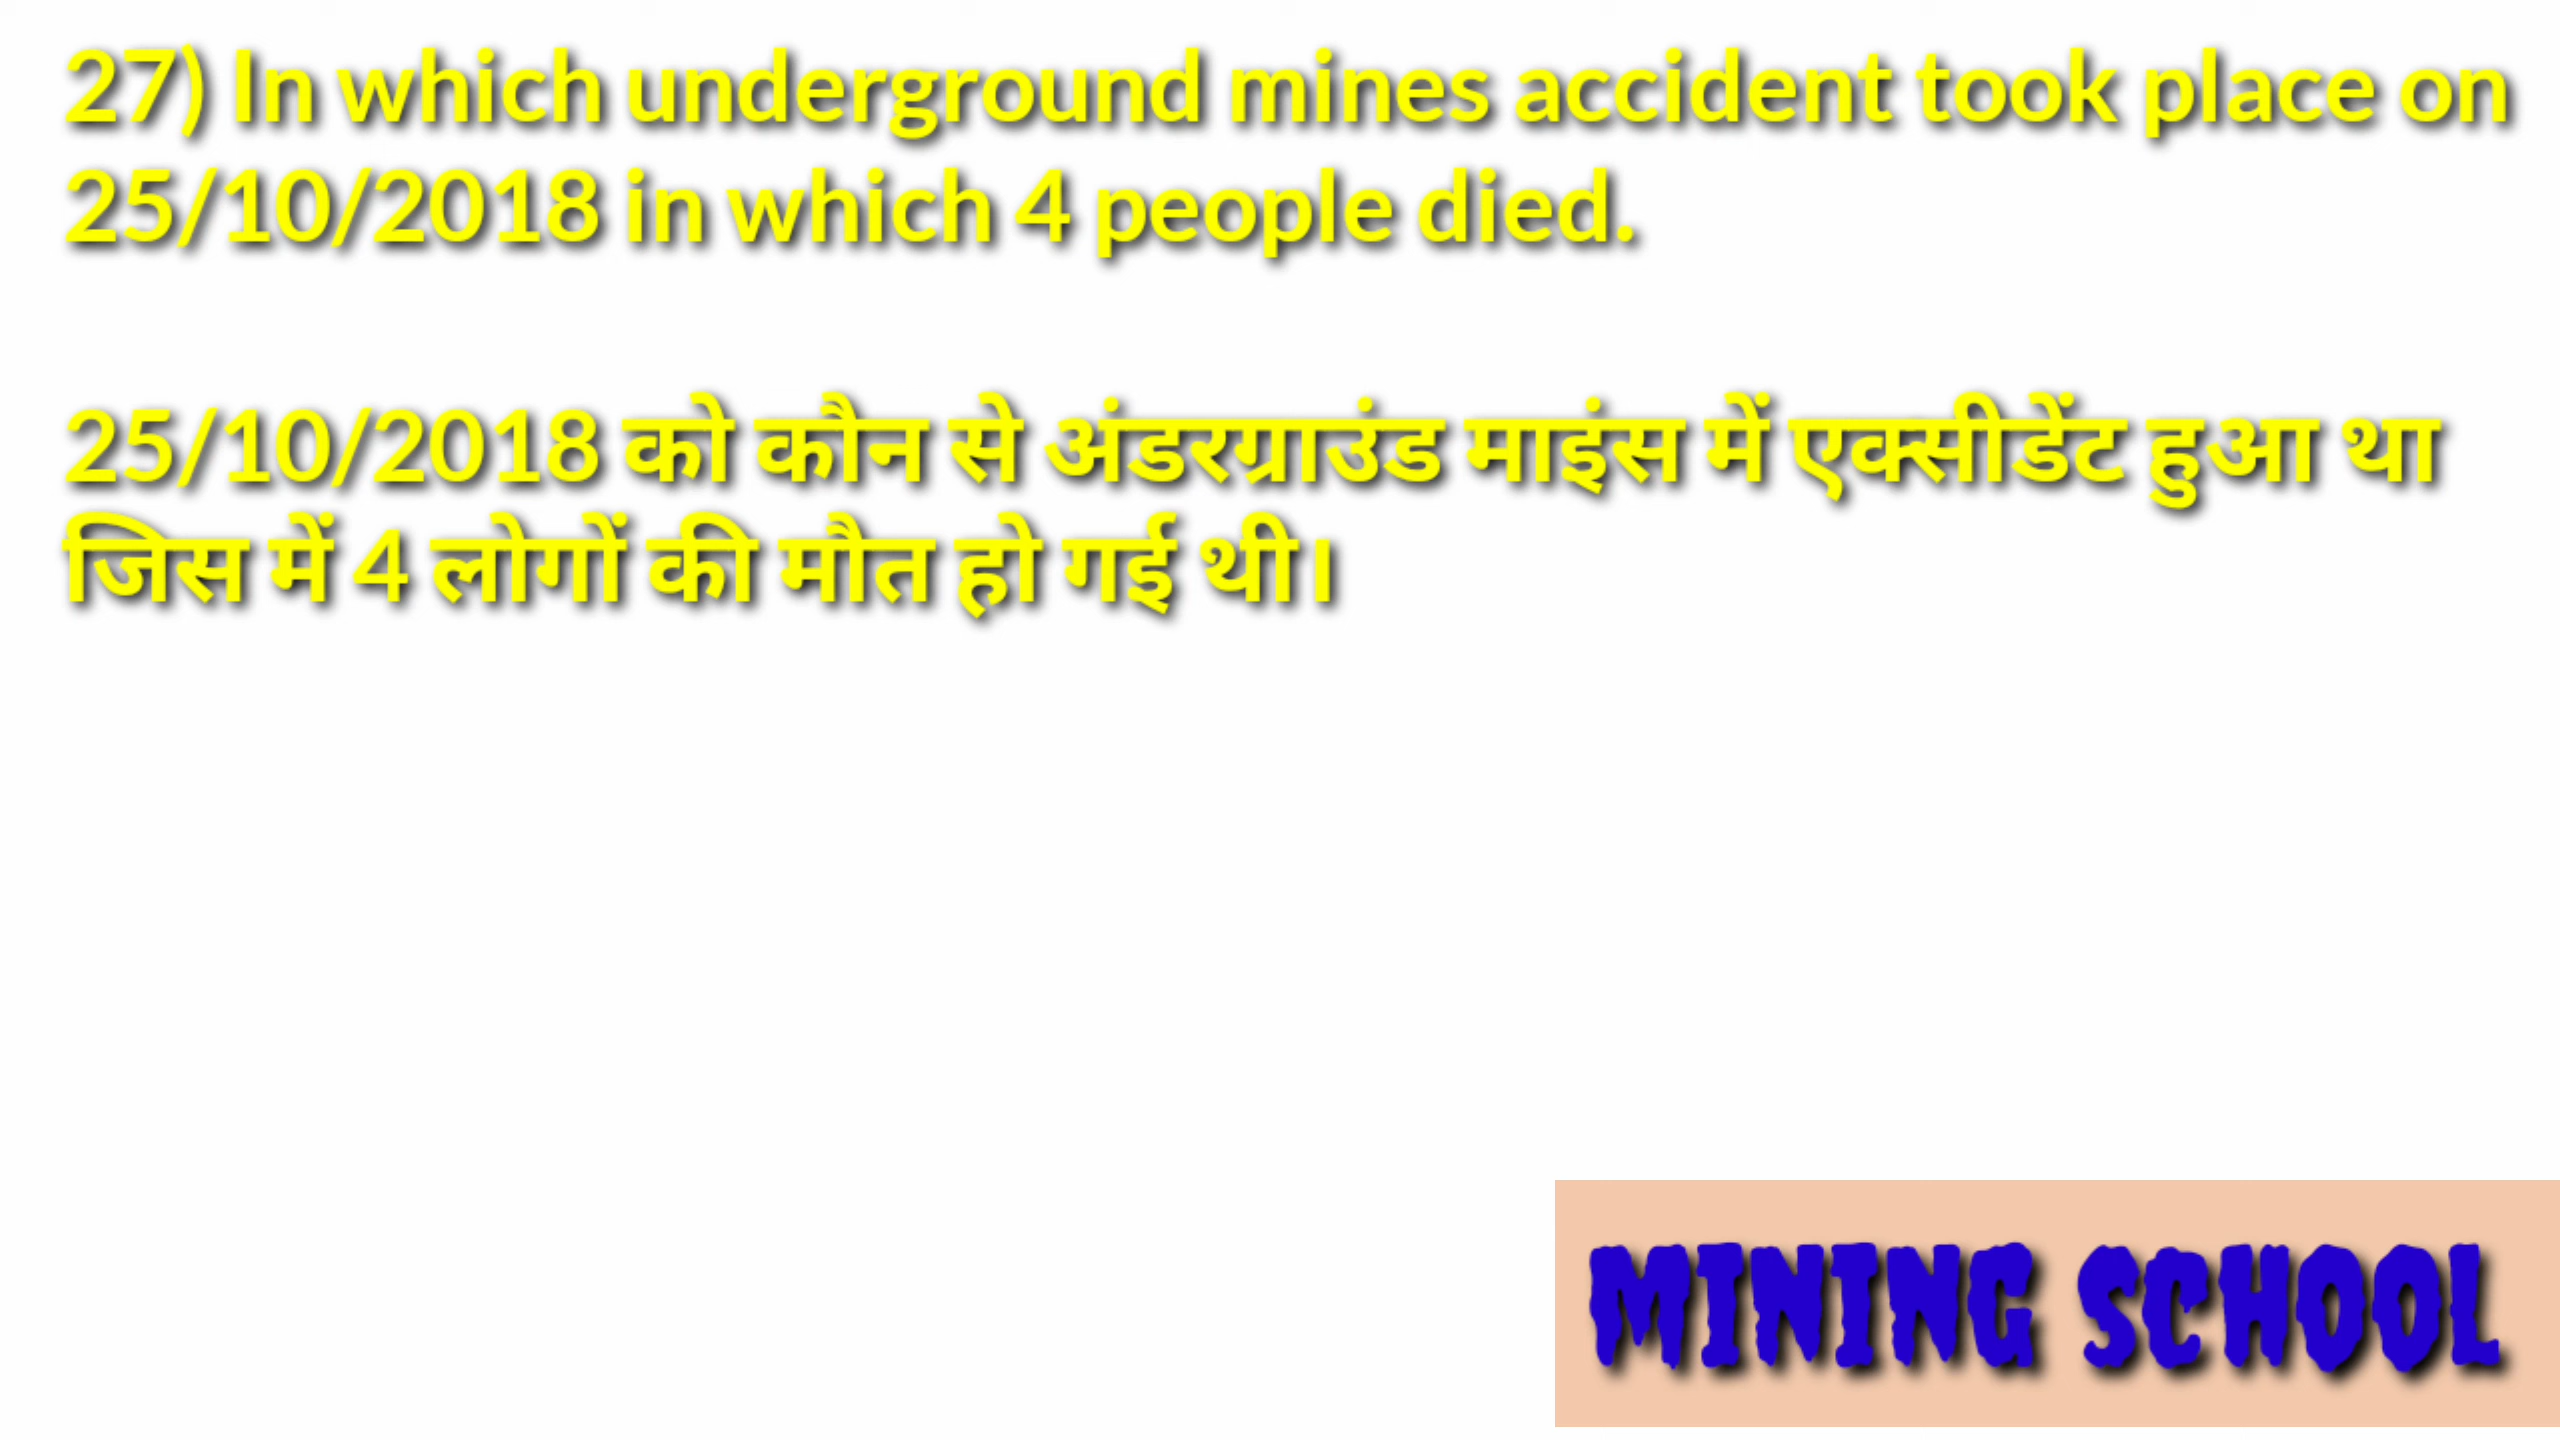 27) In which underground mines accident took place on
25/10/2018 in which 4 people died.
25/10/2018 को कौन से अंडरग्राउंड माइंस में एक्सीडेंट हुआ था
जिस में 4 लोगों की मौत हो गई थी।
MINING SCHOOL